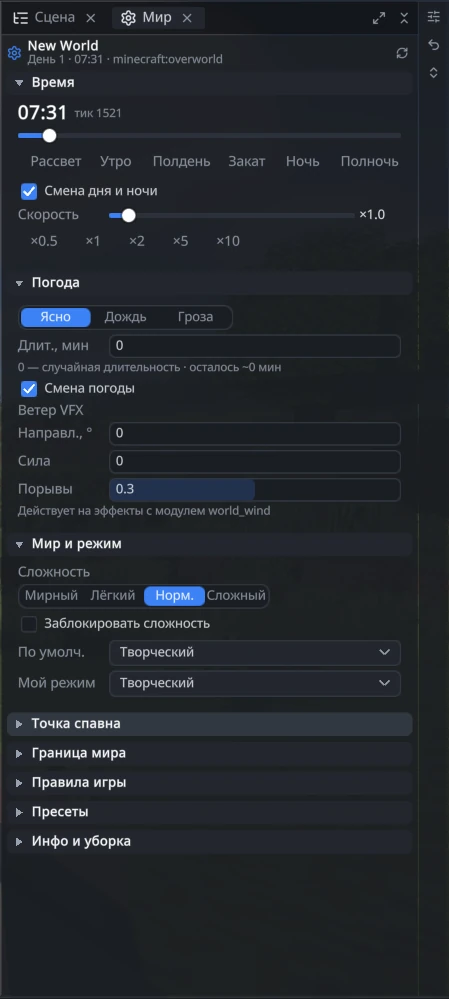 Сцена Мир
New World
День 1 · 07:31 · minecraft:overworld
Время
07:31 тик 1521
Рассвет Утро Полдень Закат Ночь Полночь
Смена дня и ночи
Скорость ×1.0
×0.5 ×1 ×2 ×5 ×10
Погода
Ясно Дождь Гроза
Длит., мин 0
0 — случайная длительность · осталось ~0 мин
Смена погоды
Ветер VFX
Направл., ° 0
Сила 0
Порывы 0.3
Действует на эффекты с модулем world_wind
Мир и режим
Сложность
Мирный Лёгкий Норм. Сложный
Заблокировать сложность
По умолч. Творческий
Мой режим Творческий
Точка спавна
Граница мира
Правила игры
Пресеты
Инфо и уборка